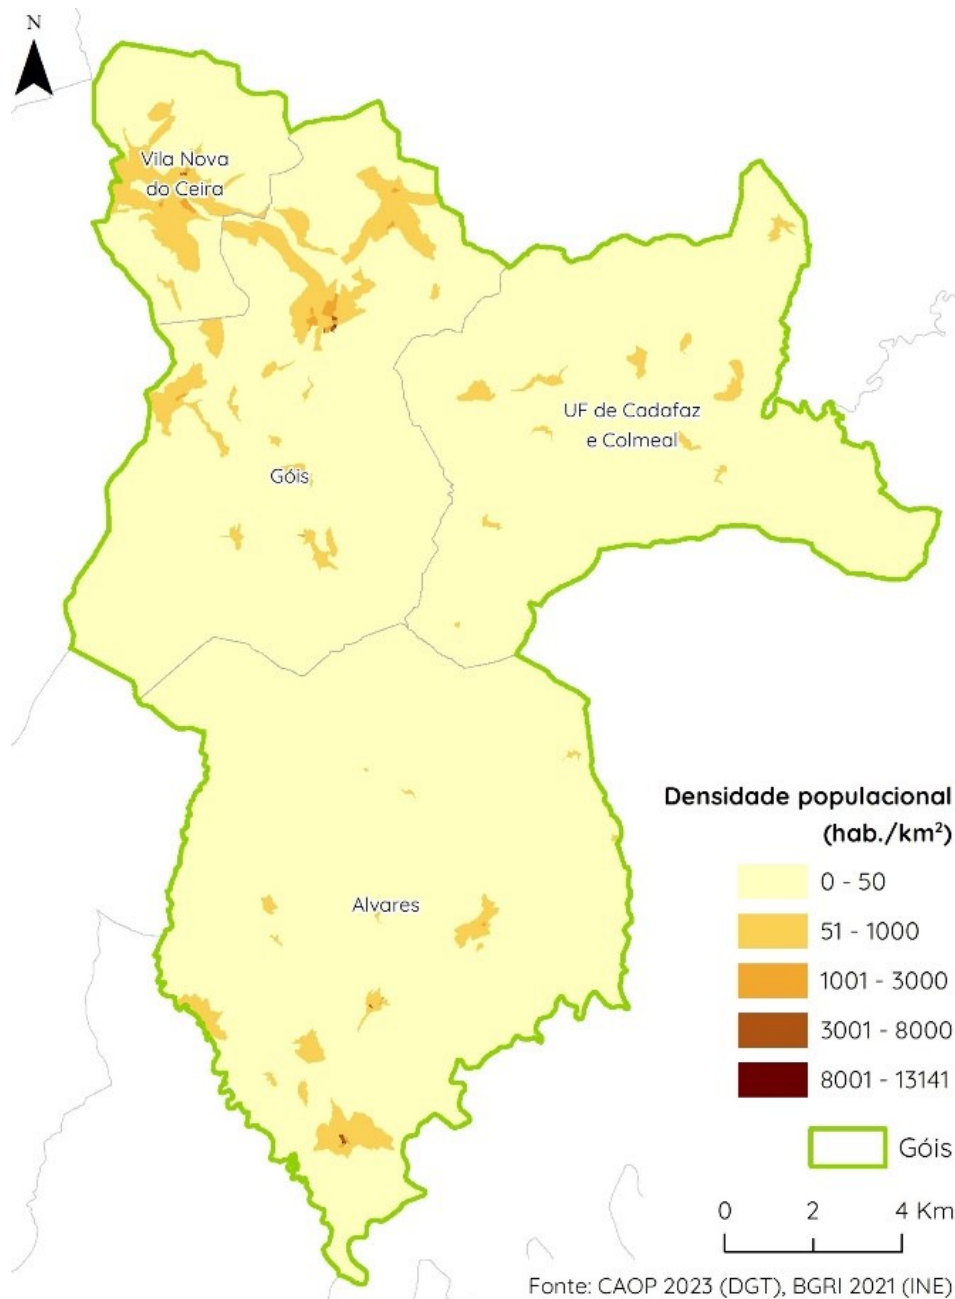 N
Vila Nova
do Ceira
UF de Cadafaz
e Colmeal
Góis
Alvares
Densidade populacional
(hab./km²)
0 - 50
51 - 1000
1001 - 3000
3001 - 8000
8001 - 13141
Góis
0 2 4 Km
Fonte: CAOP 2023 (DGT), BGRI 2021 (INE)